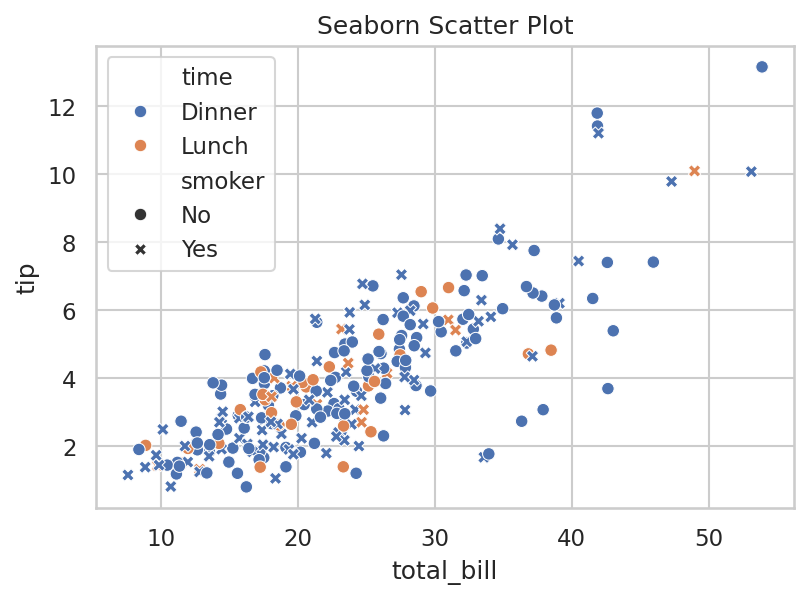 Seaborn Scatter Plot
time
Dinner
Lunch
smoker
No
Yes
12
10
8
6
4
2
tip
10 20 30 40 50
total_bill